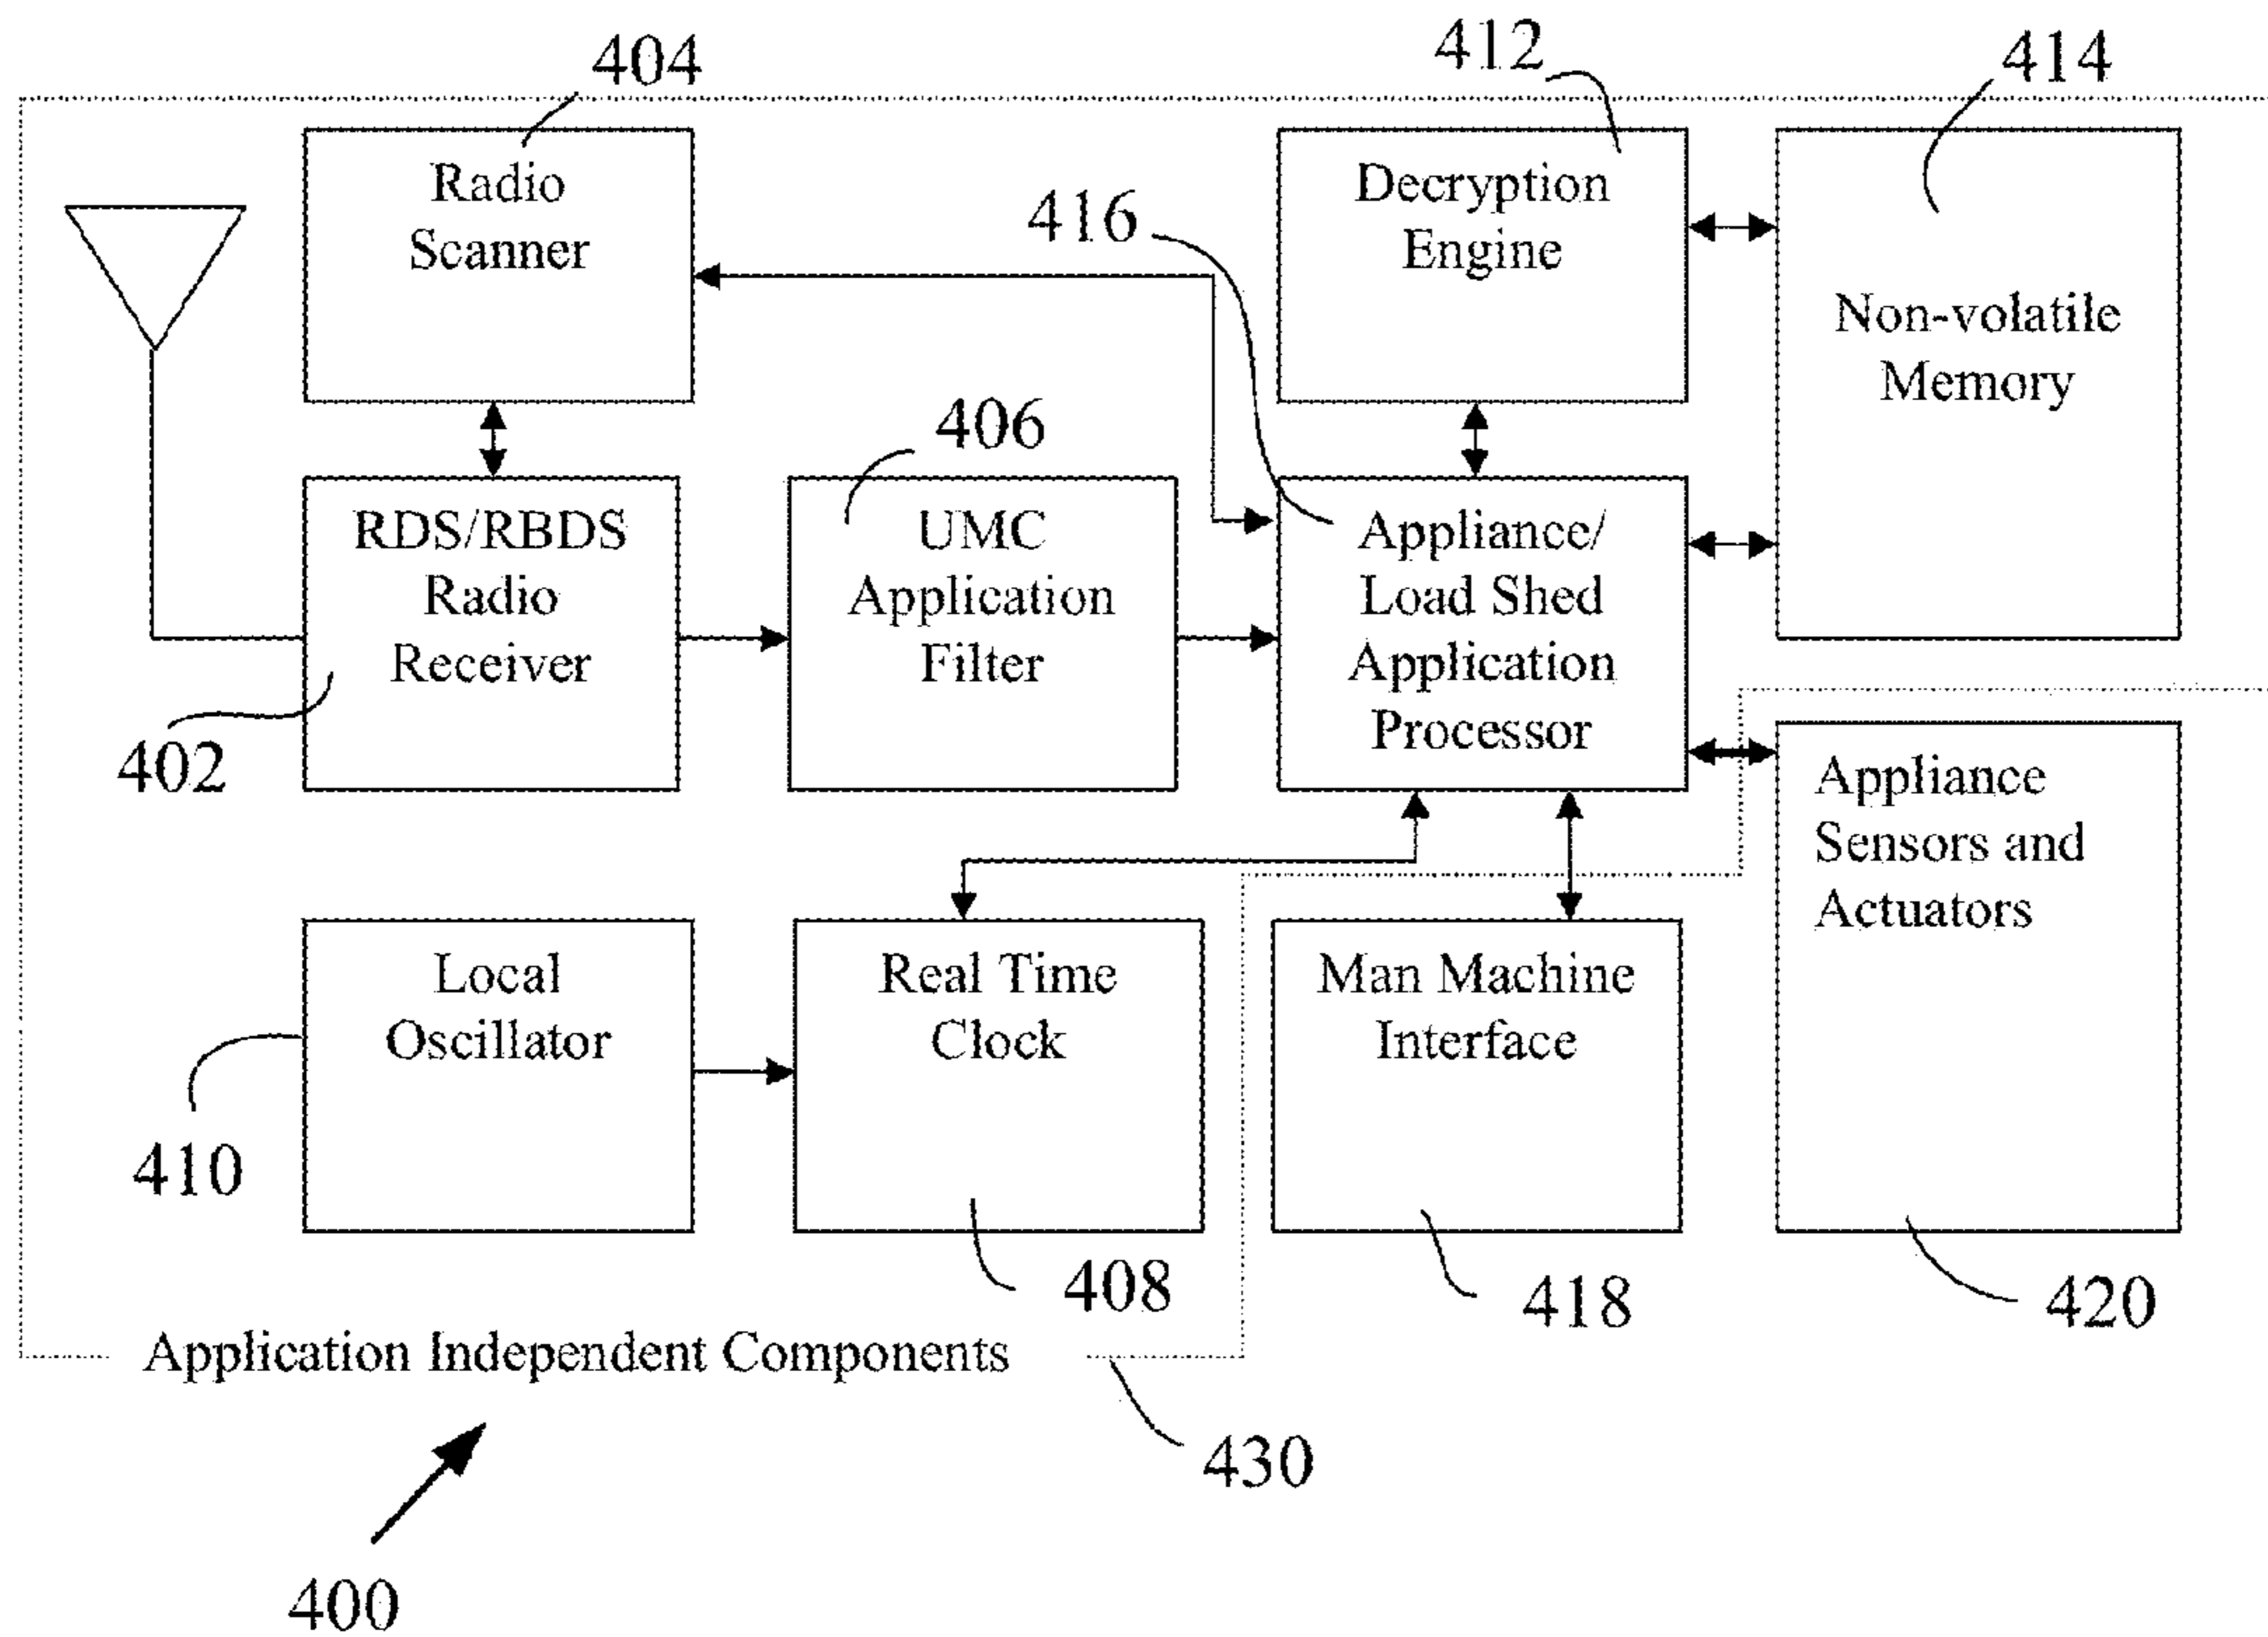 404
412
414
Radio
Scanner
416
Decryption
Engine
Non-volatile
Memory
406
RDS/RBDS
Radio
Receiver
402
UMC
Application
Filter
Appliance/
Load Shed
Application
Processor
Appliance
Sensors and
Actuators
Local
Oscillator
410
Real Time
Clock
408
Man Machine
Interface
418
420
Application Independent Components
430
400